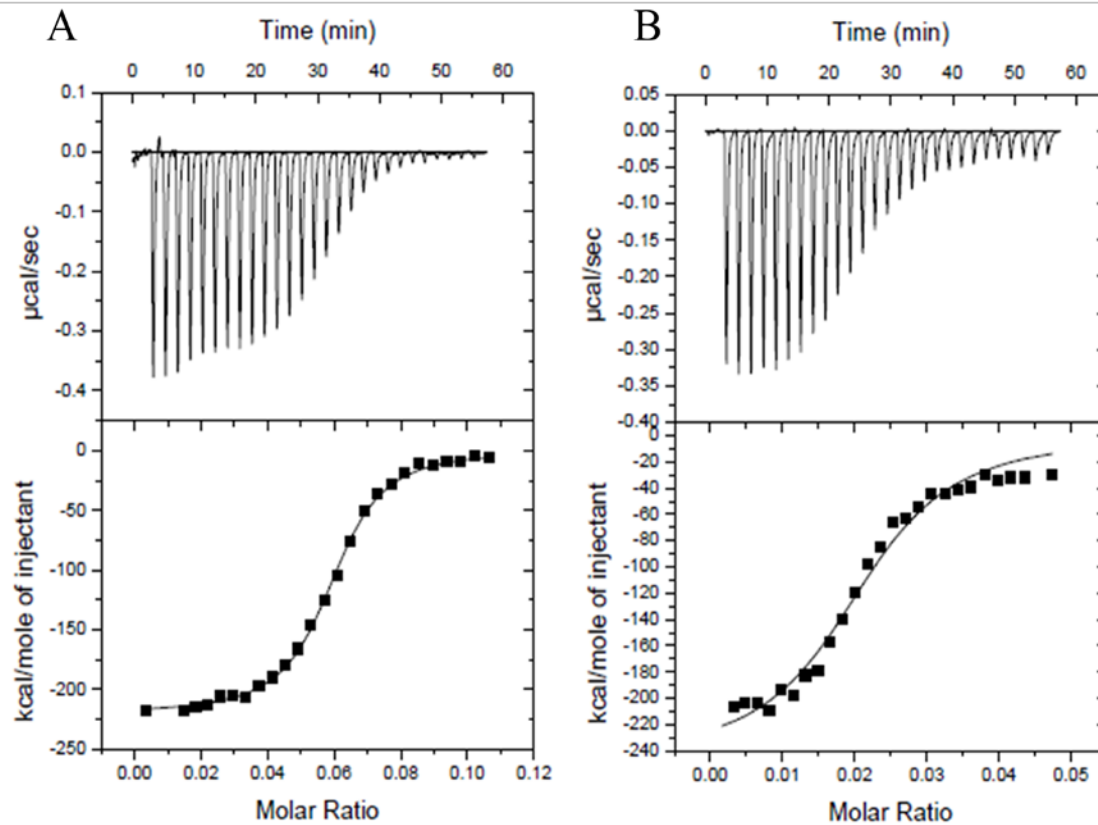 A
Time (min)
0 10 20 30 40 50 60
0.1
0.0
-0.1
-0.2
-0.3
-0.4
µcal/sec
0
-50
-100
-150
-200
-250
kcal/mole of injectant
0.00 0.02 0.04 0.06 0.08 0.10 0.12
Molar Ratio
B
Time (min)
0 10 20 30 40 50 60
0.05
0.00
-0.05
-0.10
-0.15
-0.20
-0.25
-0.30
-0.35
-0.40
µcal/sec
0
-20
-40
-60
-80
-100
-120
-140
-160
-180
-200
-220
-240
kcal/mole of injectant
0.00 0.01 0.02 0.03 0.04 0.05
Molar Ratio